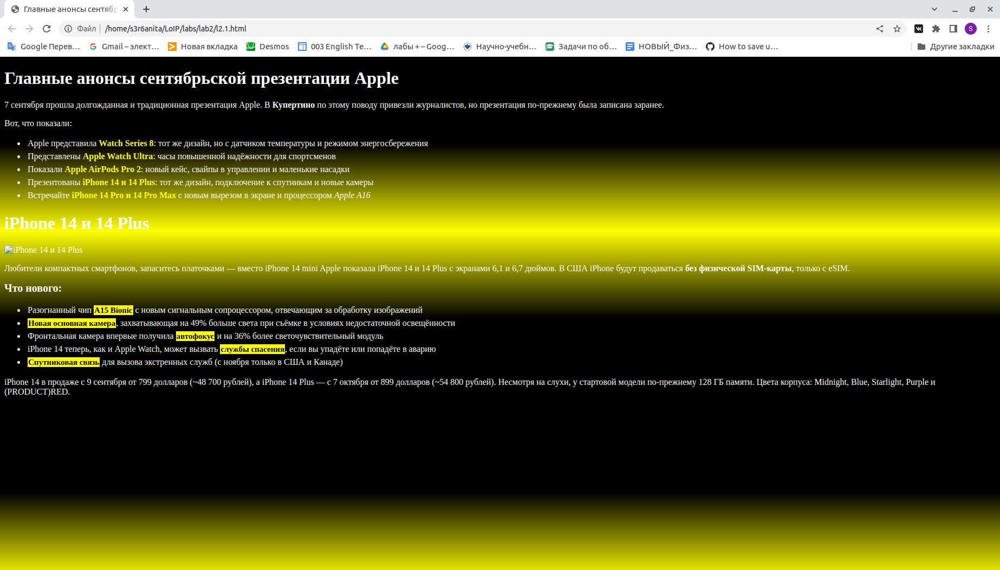 Главные анонсы сентябр
Файл /home/s3r6anita/LoIP/labs/lab2/l2.1.html
S
Google Перев… Gmail – элект… Новая вкладка Desmos 003 English Te… лабы + – Goog… Научно-учебн… Задачи по об… НОВЫЙ_Физ… How to save u… Другие закладки
Главные анонсы сентябрьской презентации Apple
7 сентября прошла долгожданная и традиционная презентация Apple. В Купертино по этому поводу привезли журналистов, но презентация по-прежнему была записана заранее.
Вот, что показали:
• Apple представила Watch Series 8: тот же дизайн, но с датчиком температуры и режимом энергосбережения
• Представлены Apple Watch Ultra: часы повышенной надёжности для спортсменов
• Показали Apple AirPods Pro 2: новый кейс, свайпы в управлении и маленькие насадки
• Презентованы iPhone 14 и 14 Plus: тот же дизайн, подключение к спутникам и новые камеры
• Встречайте iPhone 14 Pro и 14 Pro Max с новым вырезом в экране и процессором Apple A16
iPhone 14 и 14 Plus
iPhone 14 и 14 Plus
Любители компактных смартфонов, запаситесь платочками — вместо iPhone 14 mini Apple показала iPhone 14 и 14 Plus с экранами 6,1 и 6,7 дюймов. В США iPhone будут продаваться без физической SIM-карты, только с eSIM.
Что нового:
• Разогнанный чип A15 Bionic с новым сигнальным сопроцессором, отвечающим за обработку изображений
• Новая основная камера, захватывающая на 49% больше света при съёмке в условиях недостаточной освещённости
• Фронтальная камера впервые получила автофокус и на 36% более светочувствительный модуль
• iPhone 14 теперь, как и Apple Watch, может вызвать службы спасения, если вы упадёте или попадёте в аварию
• Спутниковая связь для вызова экстренных служб (с ноября только в США и Канаде)
iPhone 14 в продаже с 9 сентября от 799 долларов (~48 700 рублей), а iPhone 14 Plus — с 7 октября от 899 долларов (~54 800 рублей). Несмотря на слухи, у стартовой модели по-прежнему 128 ГБ памяти. Цвета корпуса: Midnight, Blue, Starlight, Purple и
(PRODUCT)RED.